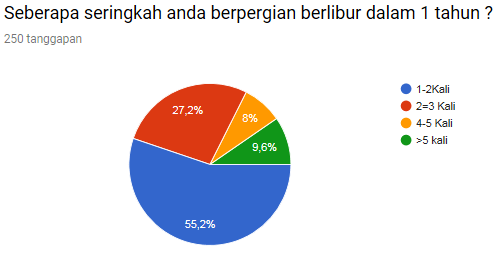 Seberapa seringkah anda berpergian berlibur dalam 1 tahun ?
250 tanggapan
1-2Kali
2=3 Kali
4-5 Kali
>5 kali
27,2%
8%
9,6%
55,2%